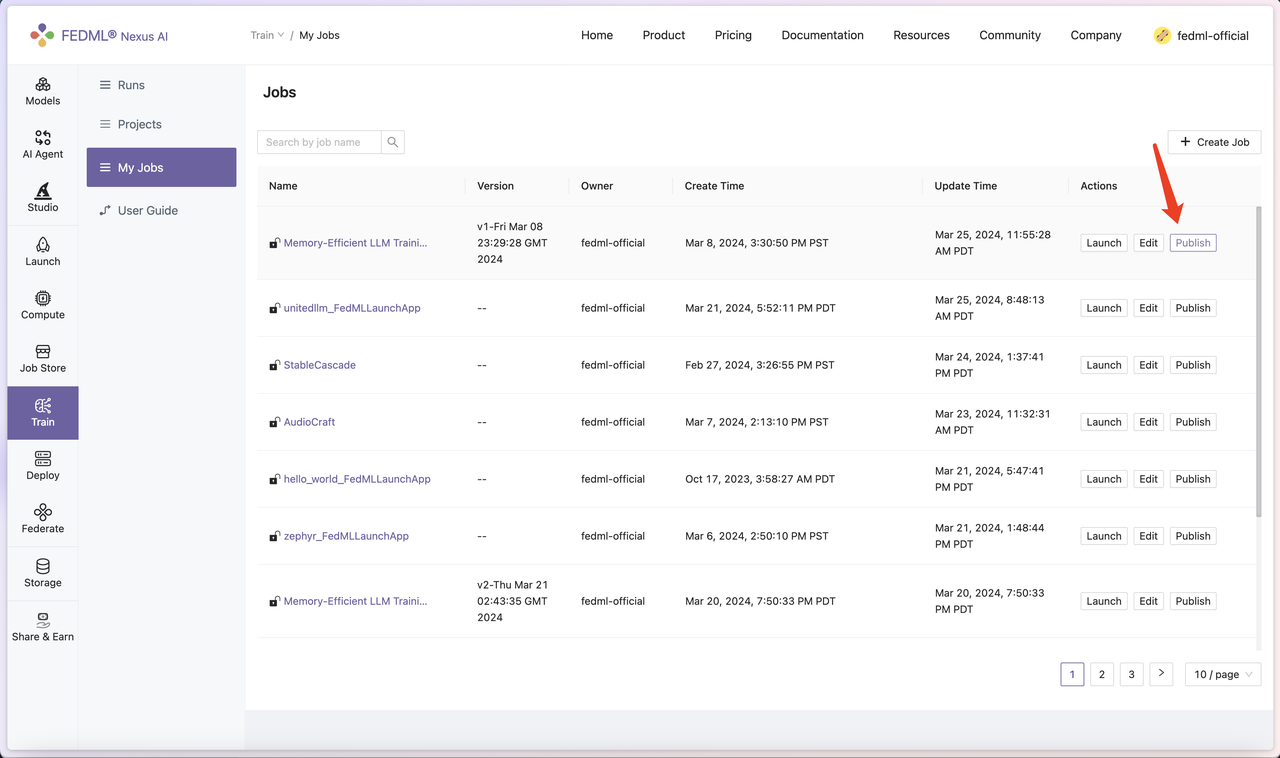 FEDML® Nexus AI
Train / My Jobs
Home Product Pricing Documentation Resources Community Company fedml-official
Models
AI Agent
Studio
Launch
Compute
Job Store
Train
Deploy
Federate
Storage
Share & Earn
Runs
Projects
My Jobs
User Guide
Jobs
Search by job name
+ Create Job
Name Version Owner Create Time Update Time Actions
Memory-Efficient LLM Traini... v1-Fri Mar 08 23:29:28 GMT 2024 fedml-official Mar 8, 2024, 3:30:50 PM PST Mar 25, 2024, 11:55:28 AM PDT Launch Edit Publish
unitedllm_FedMLLaunchApp -- fedml-official Mar 21, 2024, 5:52:11 PM PDT Mar 25, 2024, 8:48:13 AM PDT Launch Edit Publish
StableCascade -- fedml-official Feb 27, 2024, 3:26:55 PM PST Mar 24, 2024, 1:37:41 PM PDT Launch Edit Publish
AudioCraft -- fedml-official Mar 7, 2024, 2:13:10 PM PST Mar 23, 2024, 11:32:31 AM PDT Launch Edit Publish
hello_world_FedMLLaunchApp -- fedml-official Oct 17, 2023, 3:58:27 AM PDT Mar 21, 2024, 5:47:41 PM PDT Launch Edit Publish
zephyr_FedMLLaunchApp -- fedml-official Mar 6, 2024, 2:50:10 PM PST Mar 21, 2024, 1:48:44 PM PDT Launch Edit Publish
Memory-Efficient LLM Traini... v2-Thu Mar 21 02:43:35 GMT 2024 fedml-official Mar 20, 2024, 7:50:33 PM PDT Mar 20, 2024, 7:50:33 PM PDT Launch Edit Publish
1 2 3 > 10 / page